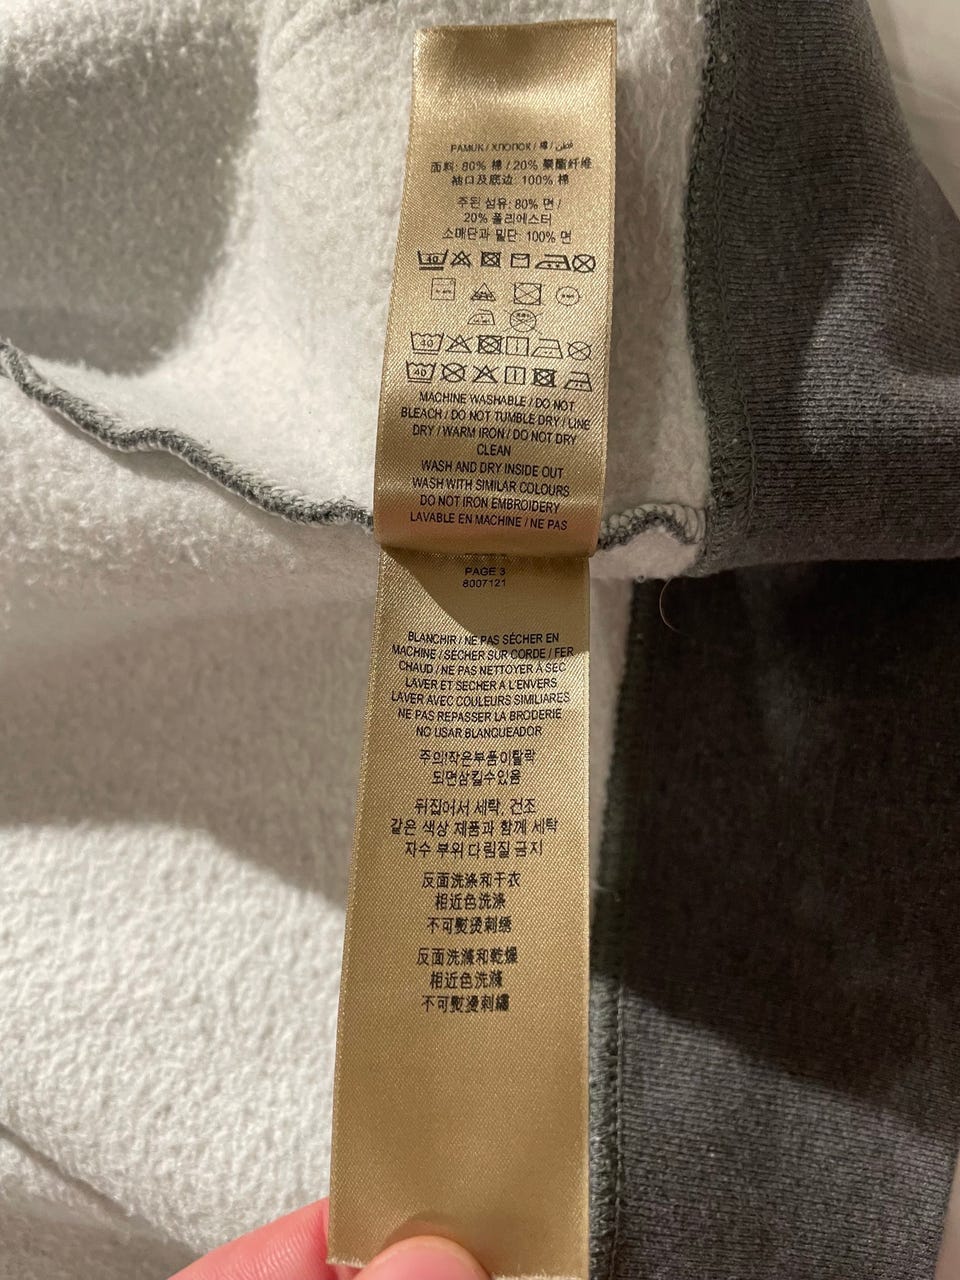 PAMUK / ХЛОПОК / 棉 / قطن
面料: 80% 棉 / 20% 聚酯纤维
袖口及底边: 100% 棉
주된 섬유: 80% 면 /
20% 폴리에스터
소매단과 밑단: 100% 면
40
40
40
MACHINE WASHABLE / DO NOT
BLEACH / DO NOT TUMBLE DRY / LINE
DRY / WARM IRON / DO NOT DRY
CLEAN
WASH AND DRY INSIDE OUT
WASH WITH SIMILAR COLOURS
DO NOT IRON EMBROIDERY
LAVABLE EN MACHINE / NE PAS
PAGE 3
8007121
BLANCHIR / NE PAS SÉCHER EN
MACHINE / SÉCHER SUR CORDE / FER
CHAUD / NE PAS NETTOYER À SEC
LAVER ET SECHER A L'ENVERS
LAVER AVEC COULEURS SIMILIARES
NE PAS REPASSER LA BRODERIE
NO USAR BLANQUEADOR
주의!작은부품이탈락
되면삼킬수있음
뒤집어서 세탁, 건조
같은 색상 제품과 함께 세탁
자수 부위 다림질 금지
反面洗涤和干衣
相近色洗涤
不可熨烫刺绣
反面洗滌和乾燥
相近色洗滌
不可熨燙刺繡